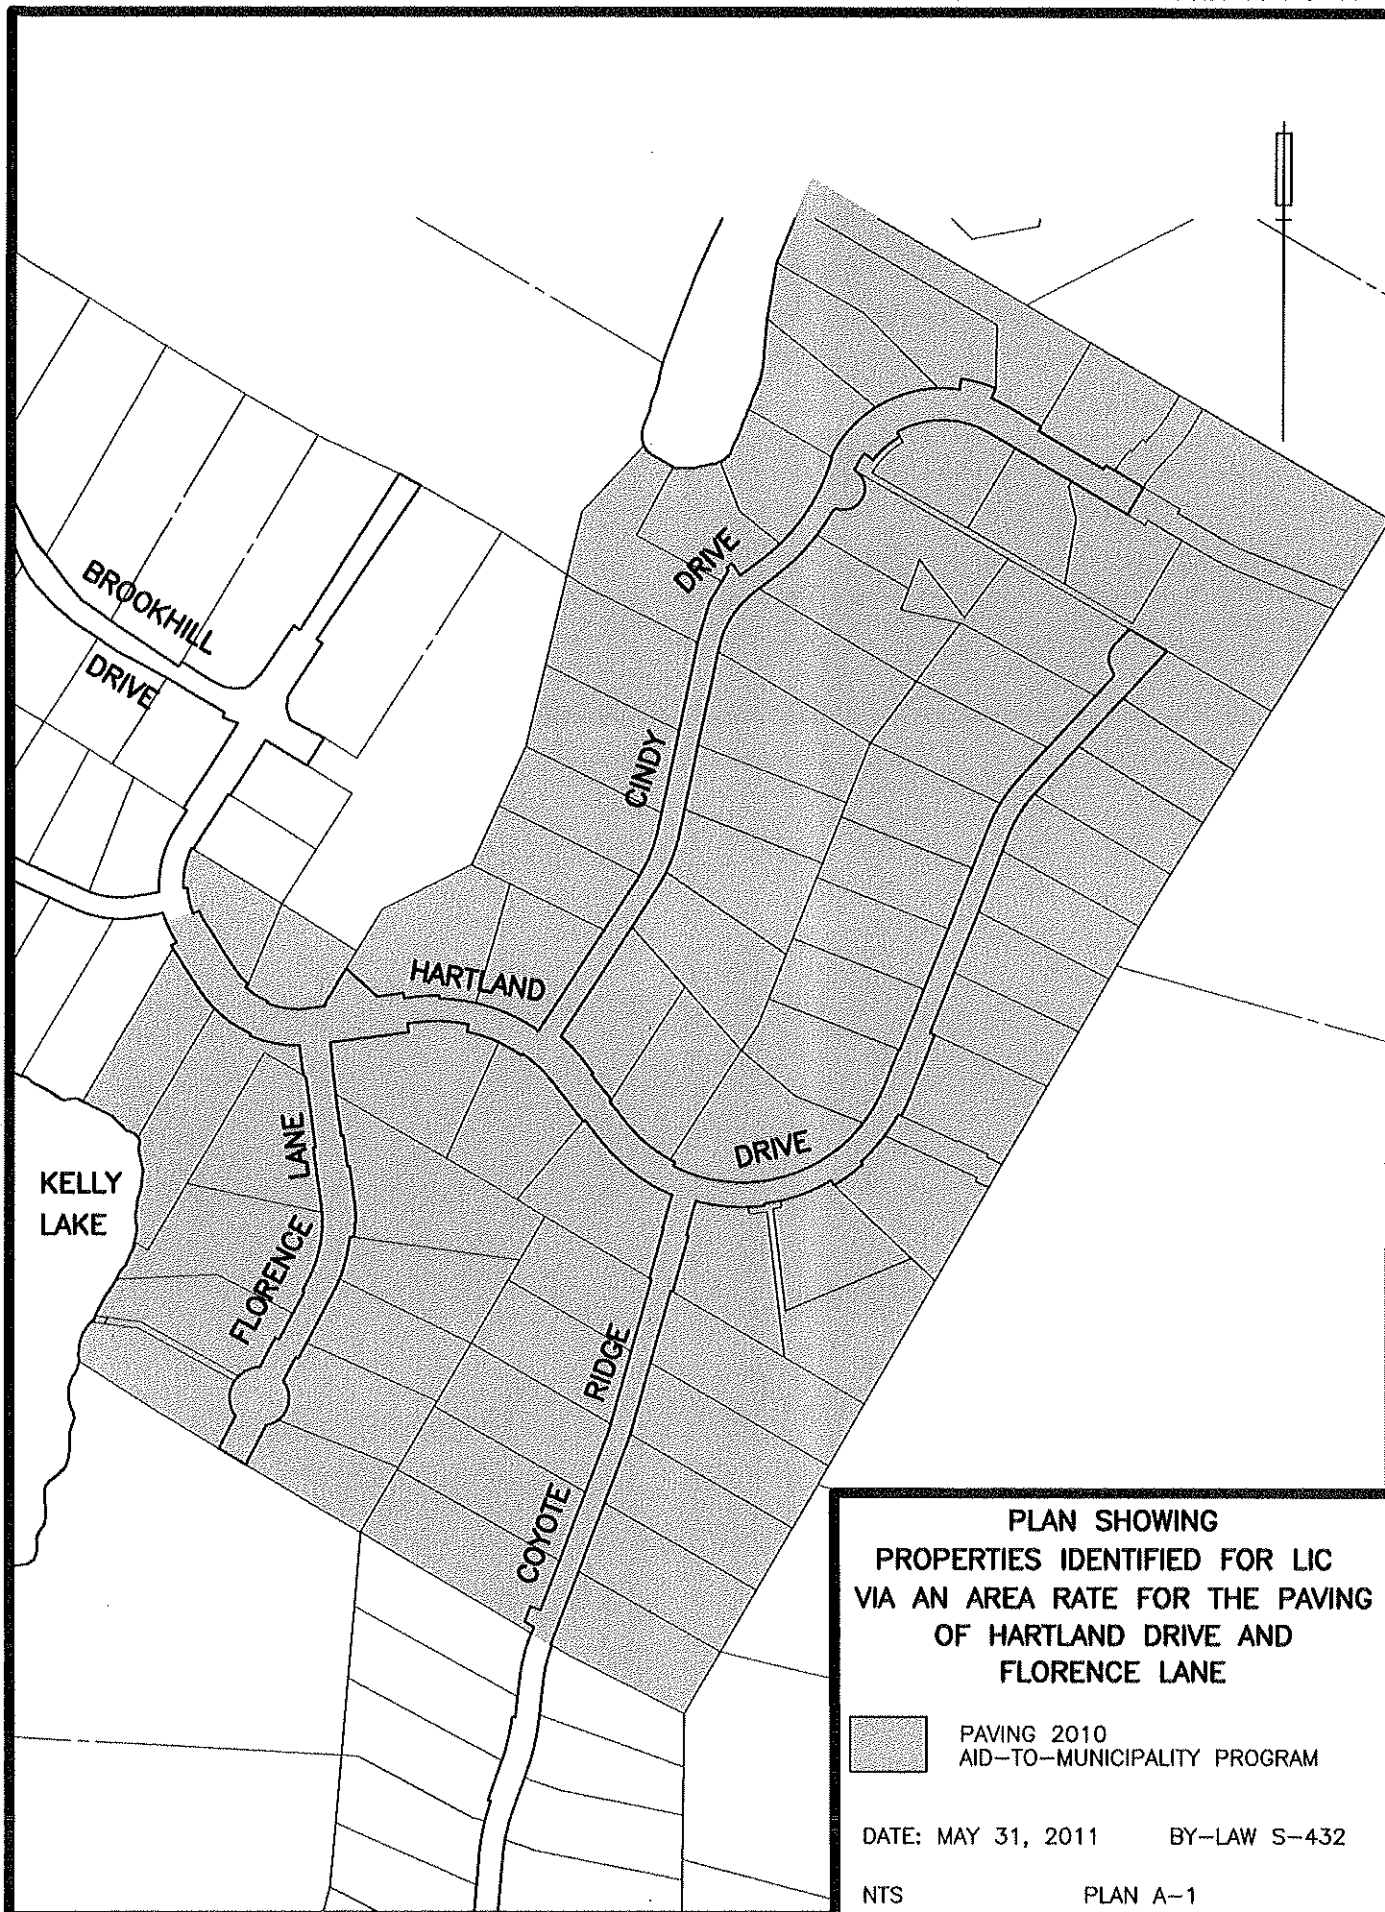 BROOKHILL
DRIVE
DRIVE
CINDY
HARTLAND
DRIVE
LANE
FLORENCE
KELLY
LAKE
RIDGE
COYOTE
PLAN SHOWING
PROPERTIES IDENTIFIED FOR LIC
VIA AN AREA RATE FOR THE PAVING
OF HARTLAND DRIVE AND
FLORENCE LANE
PAVING 2010
AID-TO-MUNICIPALITY PROGRAM
DATE: MAY 31, 2011 BY-LAW S-432
NTS PLAN A-1